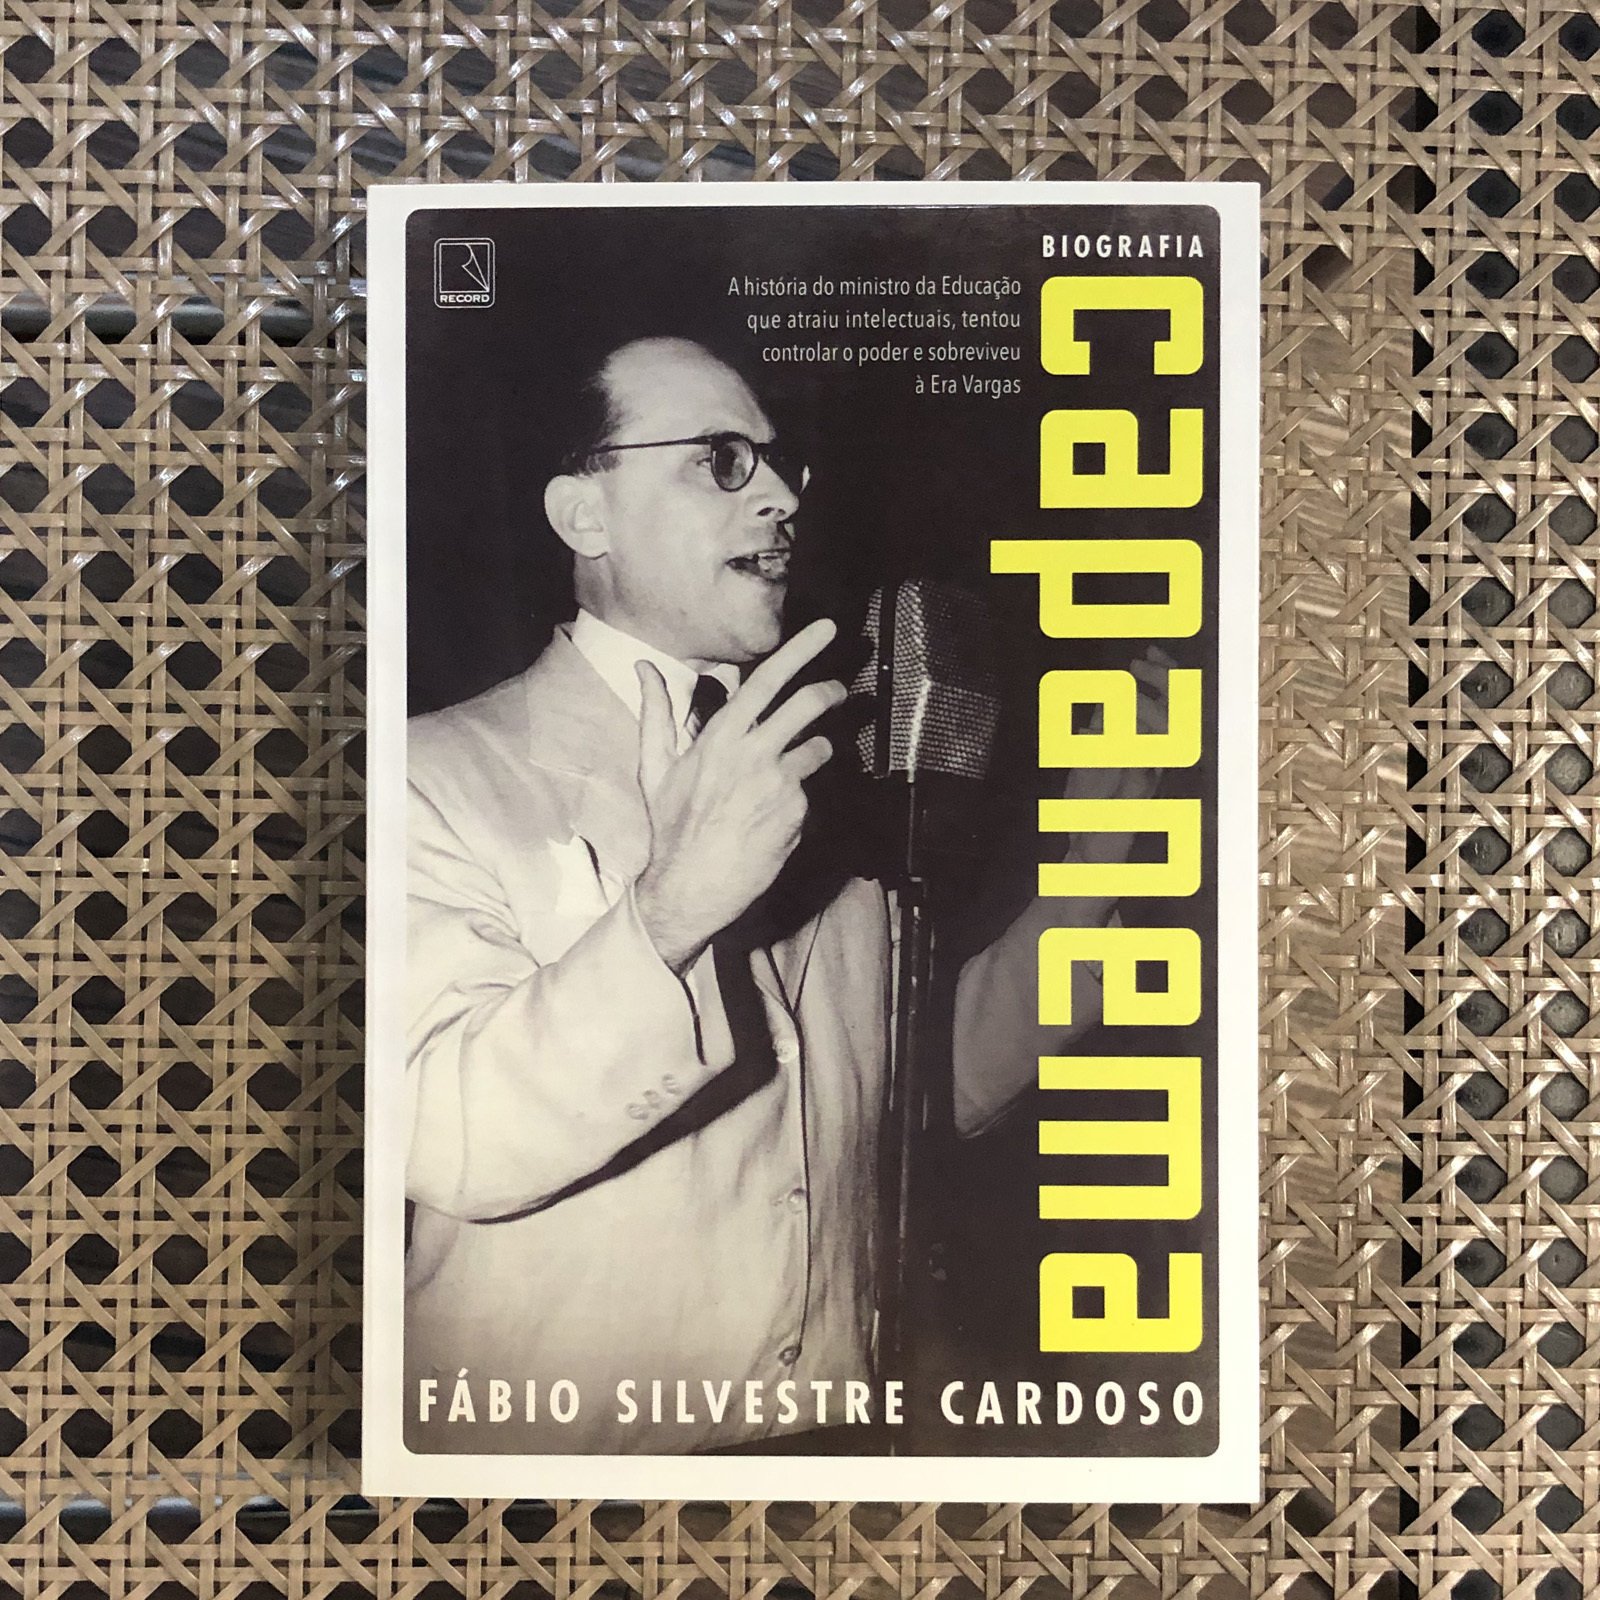 RECORD
BIOGRAFIA
A história do ministro da Educação
que atraiu intelectuais, tentou
controlar o poder e sobreviveu
à Era Vargas
capanema
FÁBIO SILVESTRE CARDOSO